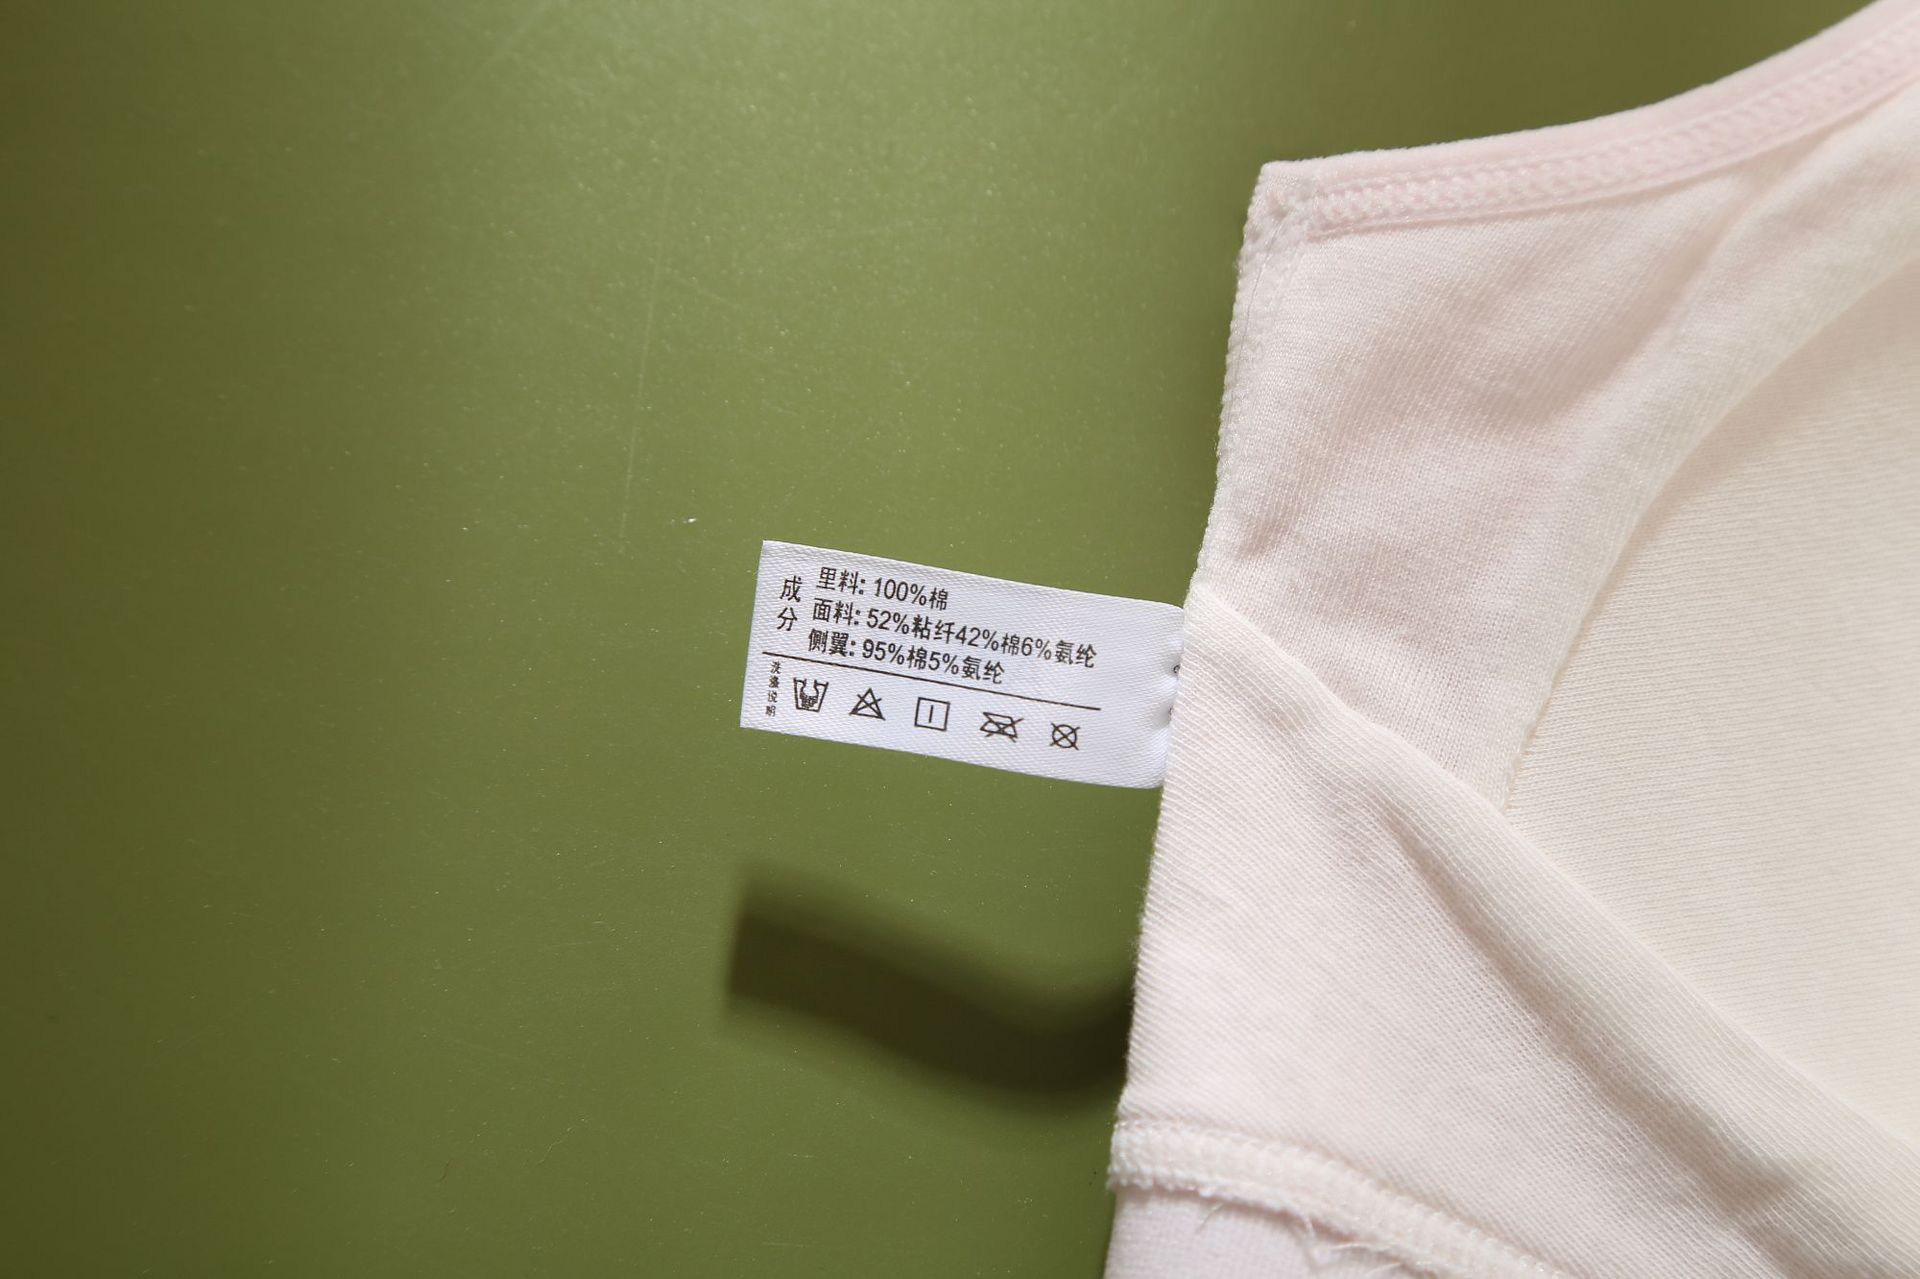 成分
里料: 100%棉
面料: 52%粘纤42%棉6%氨纶
侧翼: 95%棉5%氨纶
洗涤说明